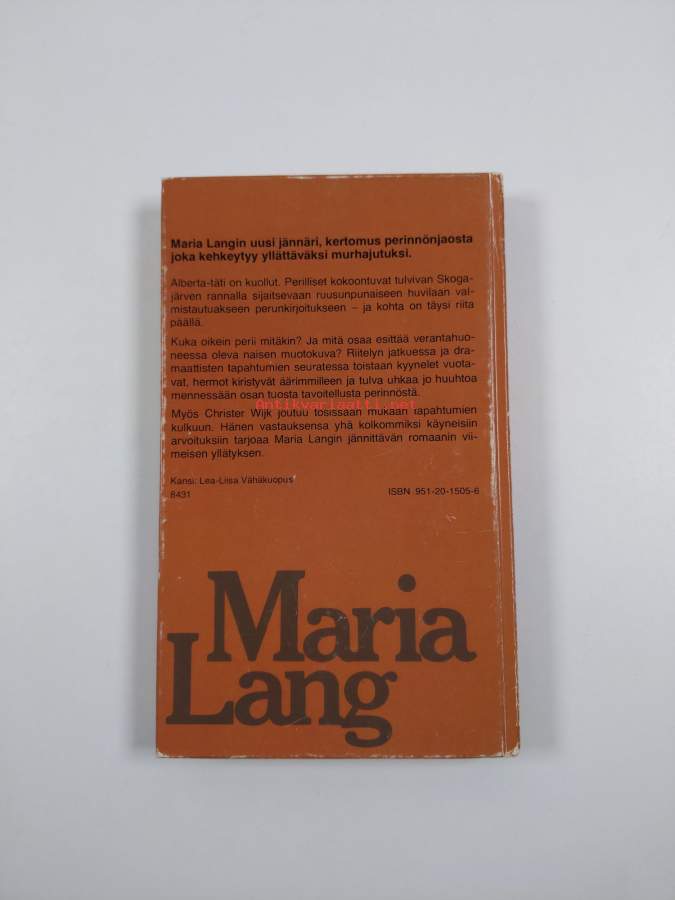 Maria Langin uusi jännäri, kertomus perinnönjaosta
joka kehkeytyy yllättäväksi murhajutuksi.
Alberta-täti on kuollut. Perilliset kokoontuvat tulvivan Skoga-
järven rannalla sijaitsevaan ruusunpunaiseen huvilaan val-
mistautuakseen perunkirjoitukseen – ja kohta on täysi riita
päällä.
Kuka oikein perii mitäkin? Ja mitä osaa esittää verantahuo-
neessa oleva naisen muotokuva? Riitelyn jatkuessa ja dra-
maattisten tapahtumien seuratessa toistaan kyynelet vuota-
vat, hermot kiristyvät äärimmilleen ja tulva uhkaa jo huuhtoa
mennessään osan tuosta tavoitellusta perinnöstä.
Antikvariaatti.net
Myös Christer Wijk joutuu tosissaan mukaan tapahtumien
kulkuun. Hänen vastauksensa yhä kolkommiksi käyneisiin
arvoituksiin tarjoaa Maria Langin jännittävän romaanin vii-
meisen yllätyksen.
Kansi: Lea-Liisa Vähäkuopus
8431 ISBN 951-20-1505-6
Maria
Lang